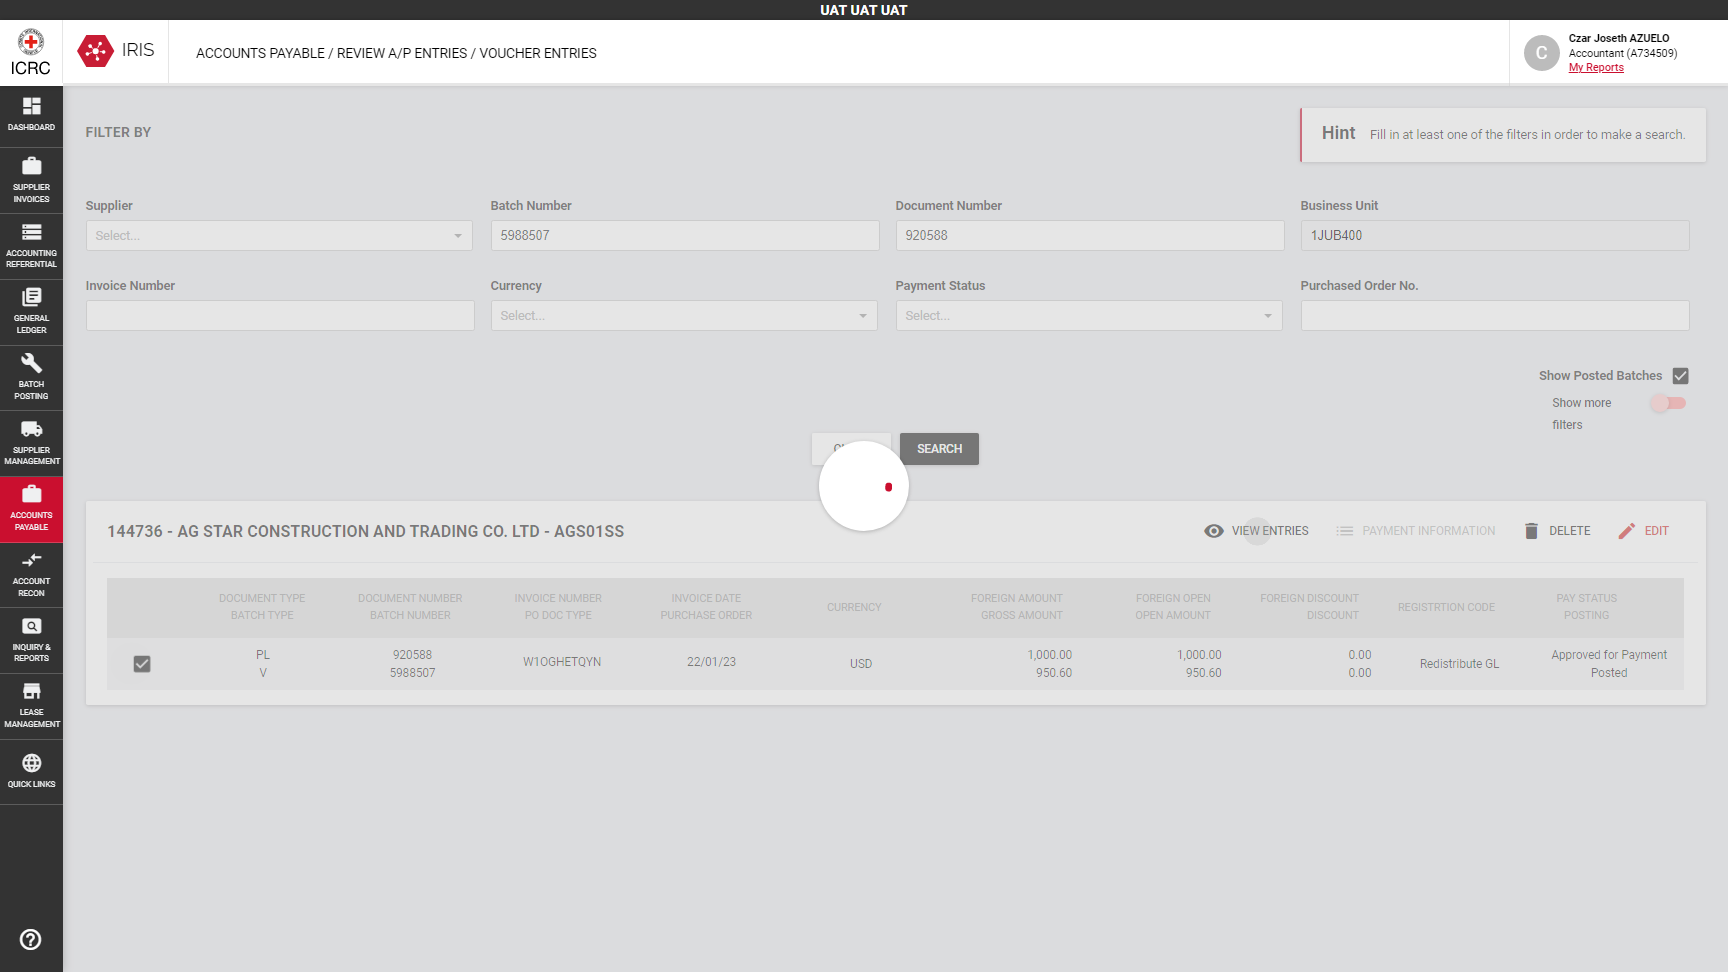 UAT UAT UAT
ICRC
IRIS
ACCOUNTS PAYABLE / REVIEW A/P ENTRIES / VOUCHER ENTRIES
C
Czar Joseth AZUELO
Accountant (A734509)
My Reports
DASHBOARD
SUPPLIER
INVOICES
ACCOUNTING
REFERENTIAL
GENERAL
LEDGER
BATCH
POSTING
SUPPLIER
MANAGEMENT
ACCOUNTS
PAYABLE
ACCOUNT
RECON
INQUIRY &
REPORTS
LEASE
MANAGEMENT
QUICK LINKS
FILTER BY
Hint Fill in at least one of the filters in order to make a search.
Supplier Batch Number Document Number Business Unit
Select... 5988507 920588 1JUB400
Invoice Number Currency Payment Status Purchased Order No.
Select... Select...
Show Posted Batches
Show more
filters
SEARCH
144736 - AG STAR CONSTRUCTION AND TRADING CO. LTD - AGS01SS
VIEW ENTRIES PAYMENT INFORMATION DELETE EDIT
DOCUMENT TYPE DOCUMENT NUMBER INVOICE NUMBER INVOICE DATE CURRENCY FOREIGN AMOUNT FOREIGN OPEN FOREIGN DISCOUNT REGISTRTION CODE PAY STATUS
BATCH TYPE BATCH NUMBER PO DOC TYPE PURCHASE ORDER GROSS AMOUNT OPEN AMOUNT DISCOUNT POSTING
PL 920588 W1OGHETQYN 22/01/23 USD 1,000.00 1,000.00 0.00 Redistribute GL Approved for Payment
V 5988507 950.60 950.60 0.00 Posted